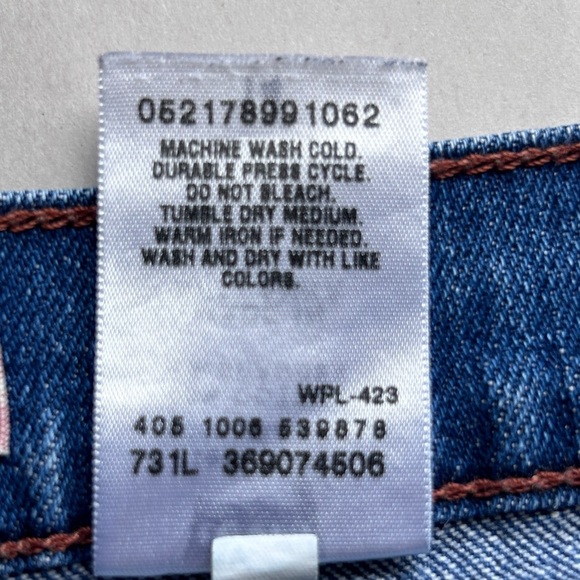 052178991062
MACHINE WASH COLD.
DURABLE PRESS CYCLE.
DO NOT BLEACH.
TUMBLE DRY MEDIUM.
WARM IRON IF NEEDED.
WASH AND DRY WITH LIKE
COLORS.
WPL-423
405 1006 539878
731L 369074506